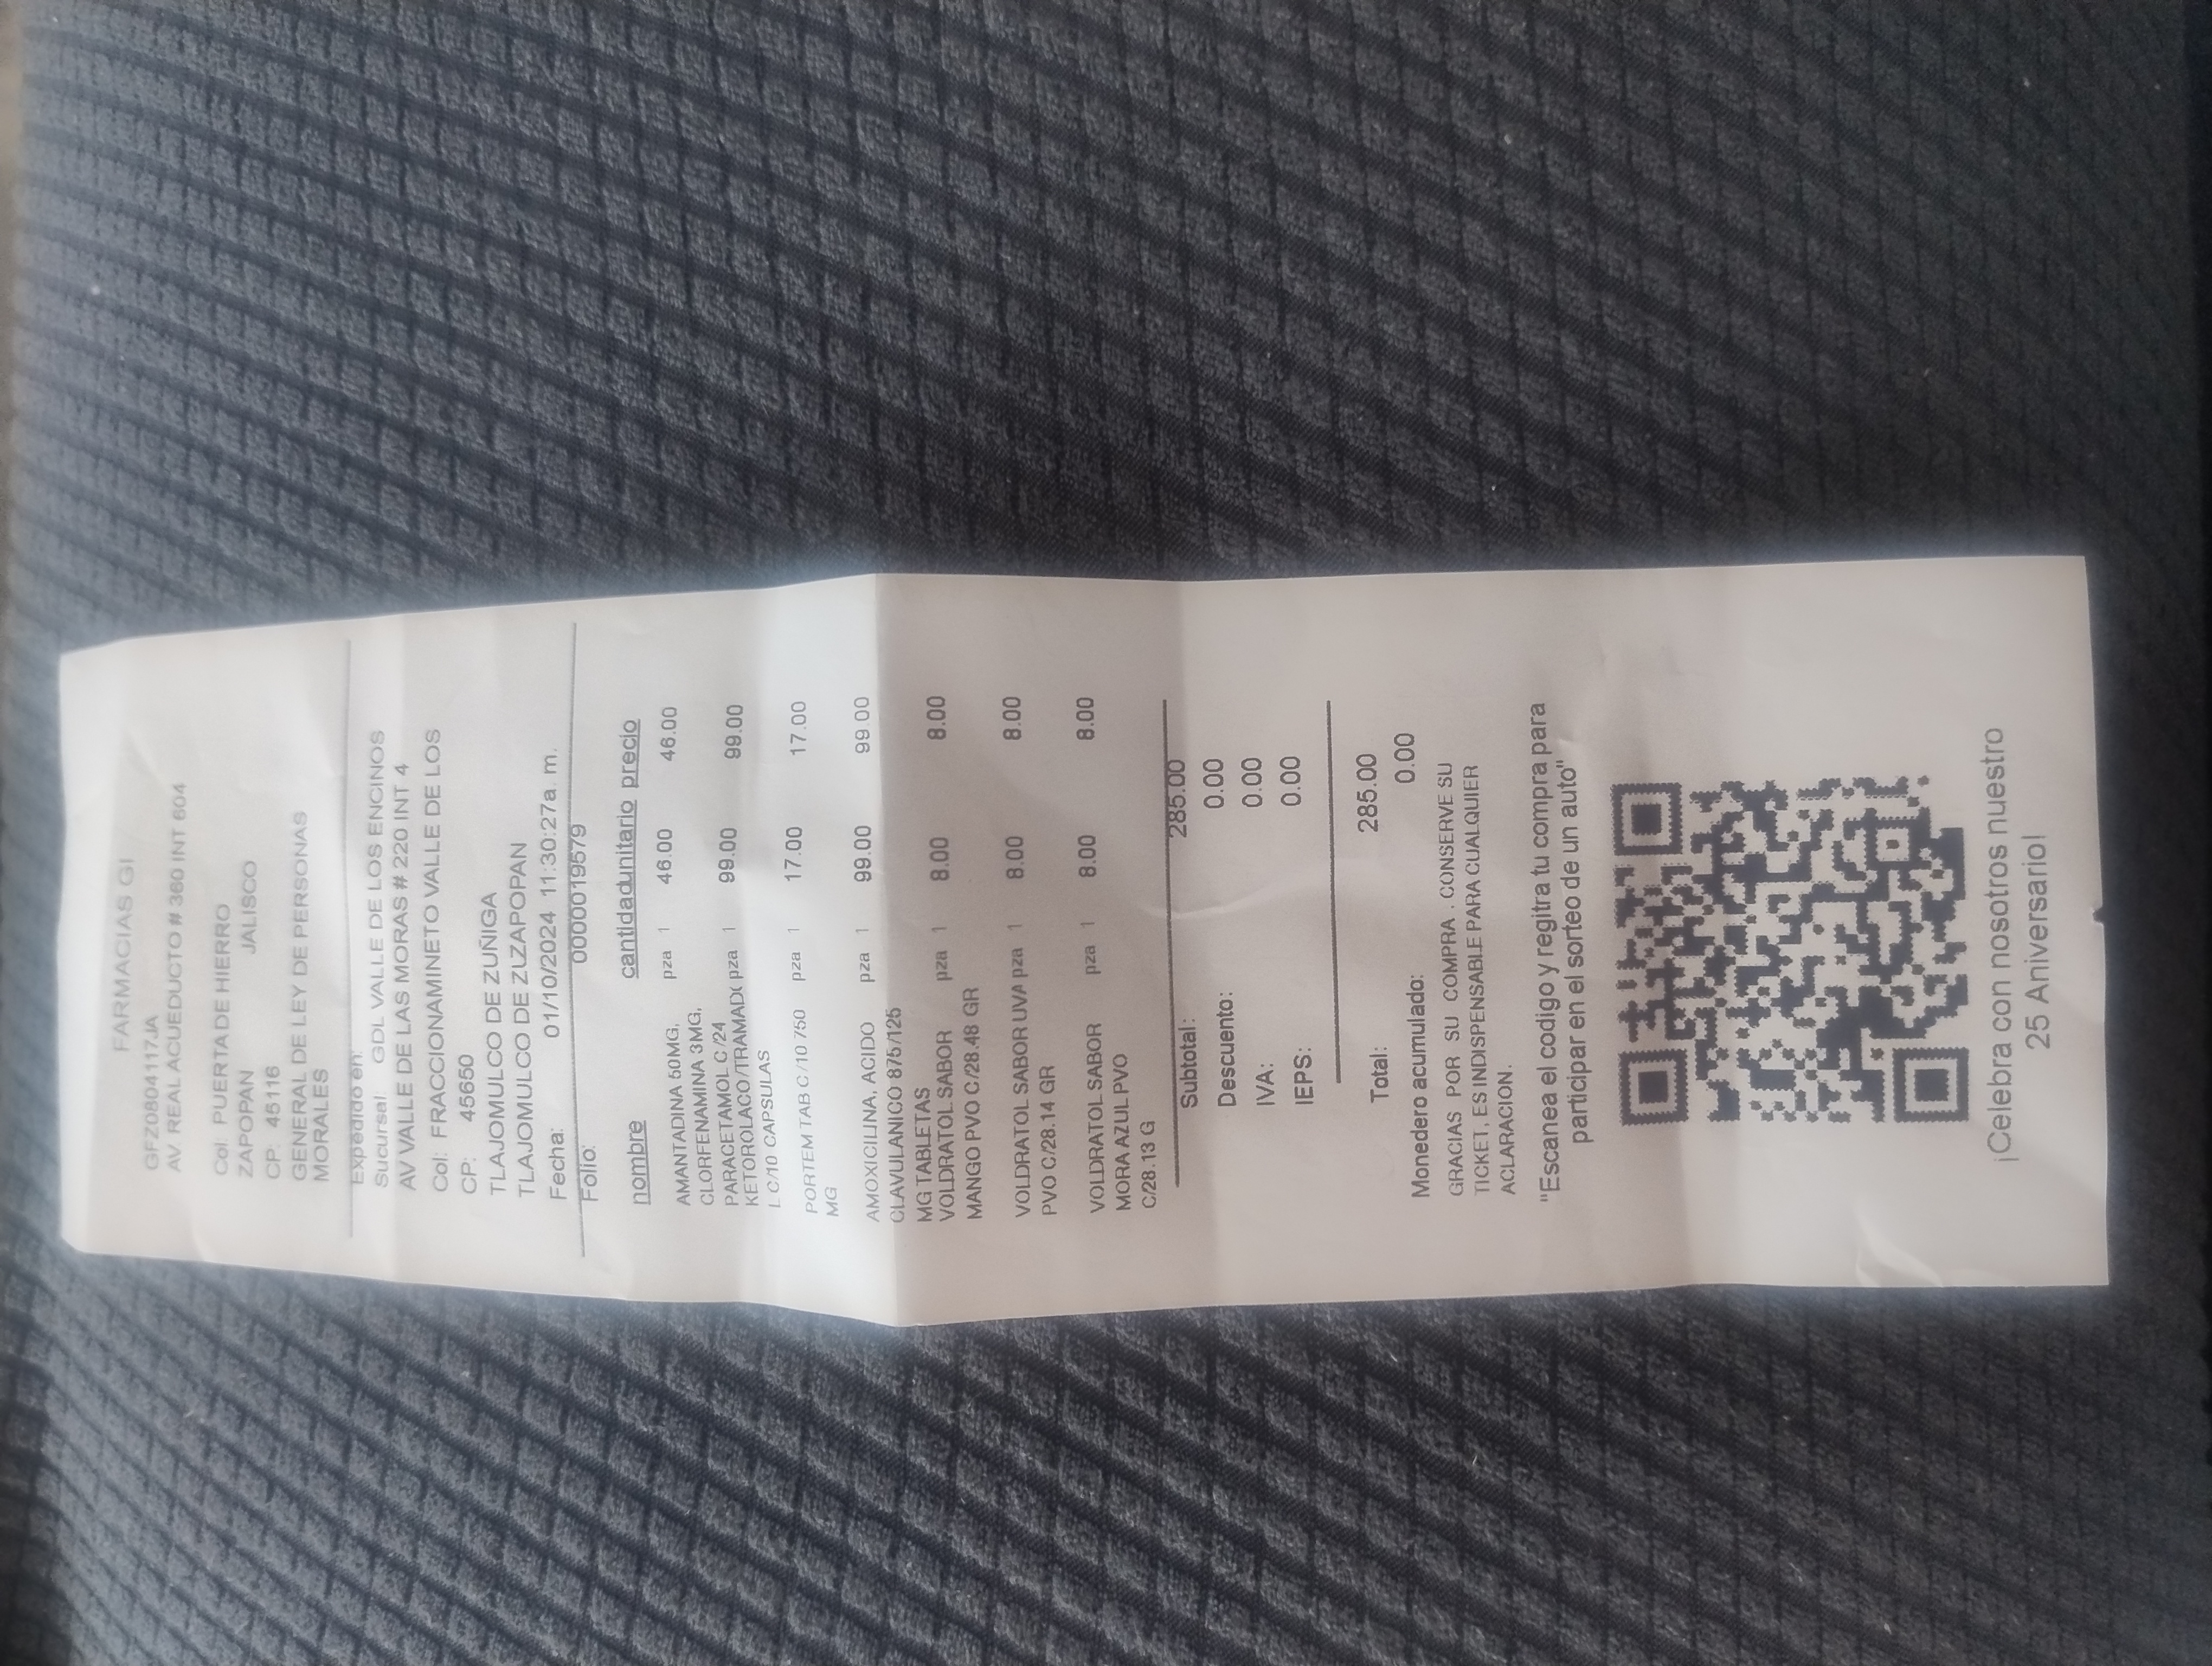 FARMACIAS GI
GFZ0804117JA
AV REAL ACUEDUCTO # 360 INT 604
Col: PUERTA DE HIERRO
ZAPOPAN JALISCO
CP: 45116
GENERAL DE LEY DE PERSONAS
MORALES
Expedido en:
Sucursal: GDL VALLE DE LOS ENCINOS
AV VALLE DE LAS MORAS # 220 INT 4
Col: FRACCIONAMINETO VALLE DE LOS
CP: 45650
TLAJOMULCO DE ZUÑIGA
TLAJOMULCO DE ZUZAPOPAN
Fecha: 01/10/2024 11:30:27a. m.
Folio: 0000019579
nombre cantidadunitario precio
AMANTADINA 50MG, pza 1 46.00 46.00
CLORFENAMINA 3MG,
PARACETAMOL C/24
KETOROLACO/TRAMAD( pza 1 99.00 99.00
L C/10 CAPSULAS
PORTEM TAB C/10 750 pza 1 17.00 17.00
MG
AMOXICILINA, ACIDO pza 1 99.00 99.00
CLAVULANICO 875/125
MG TABLETAS
VOLDRATOL SABOR pza 1 8.00 8.00
MANGO PVO C/28.48 GR
VOLDRATOL SABOR UVA pza 1 8.00 8.00
PVO C/28.14 GR
VOLDRATOL SABOR pza 1 8.00 8.00
MORA AZUL PVO
C/28.13 G
Subtotal: 285.00
Descuento: 0.00
IVA: 0.00
IEPS: 0.00
Total: 285.00
Monedero acumulado: 0.00
GRACIAS POR SU COMPRA . CONSERVE SU
TICKET, ES INDISPENSABLE PARA CUALQUIER
ACLARACION.
"Escanea el codigo y regitra tu compra para
participar en el sorteo de un auto"
¡Celebra con nosotros nuestro
25 Aniversario!